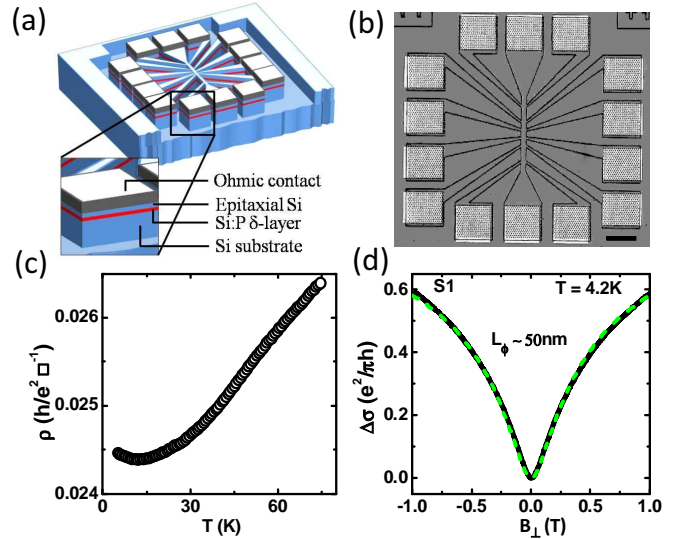 (a)
Ohmic contact
Epitaxial Si
Si:P δ-layer
Si substrate
(b)
(c)
0.026
0.025
0.024
ρ (h/e² □⁻¹)
0 30 60
T (K)
(d)
S1 T = 4.2K
L_ϕ ~ 50nm
0.6
0.4
0.2
0.0
Δσ (e²/πh)
-1.0 -0.5 0.0 0.5 1.0
B_⊥ (T)